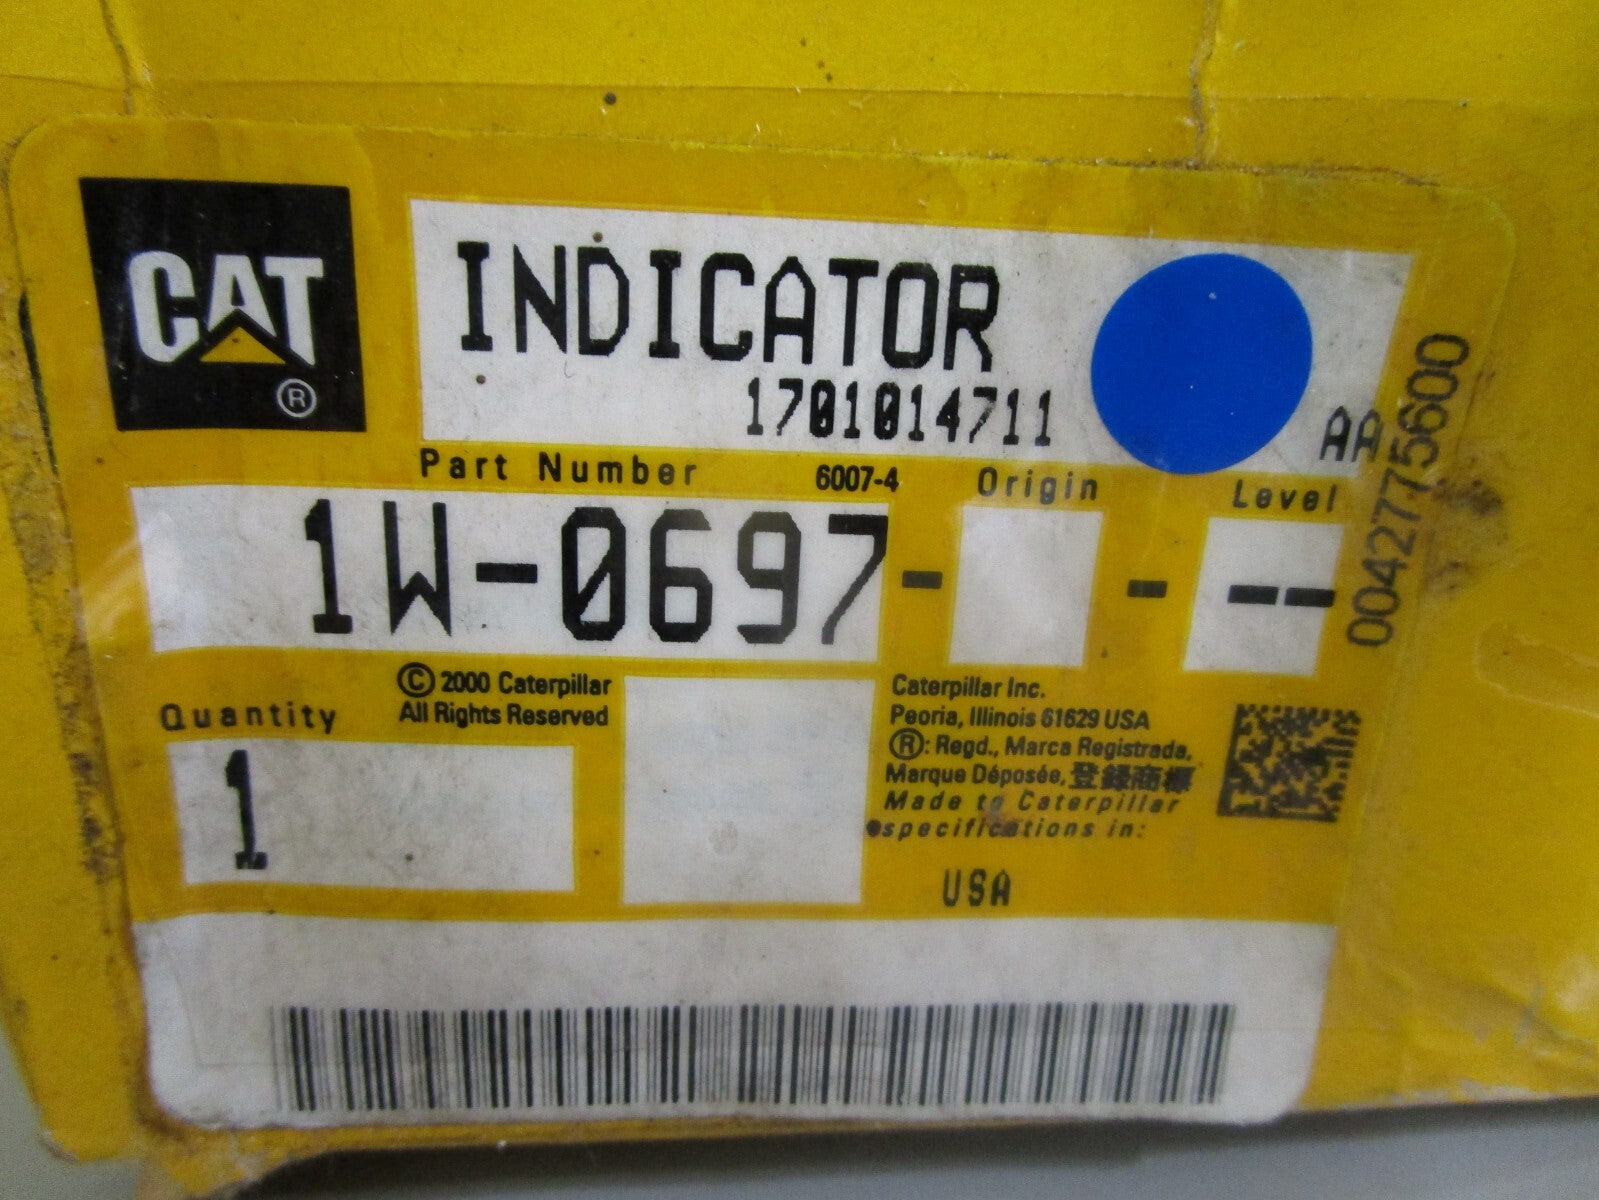 CAT
®
INDICATOR
1701014711
AA
Part Number 6007-4 Origin Level
1W-0697- - --
0042775600
© 2000 Caterpillar
All Rights Reserved
Quantity
1
Caterpillar Inc.
Peoria, Illinois 61629 USA
®: Regd., Marca Registrada,
Marque Déposée, 登録商標
Made to Caterpillar
specifications in:
USA